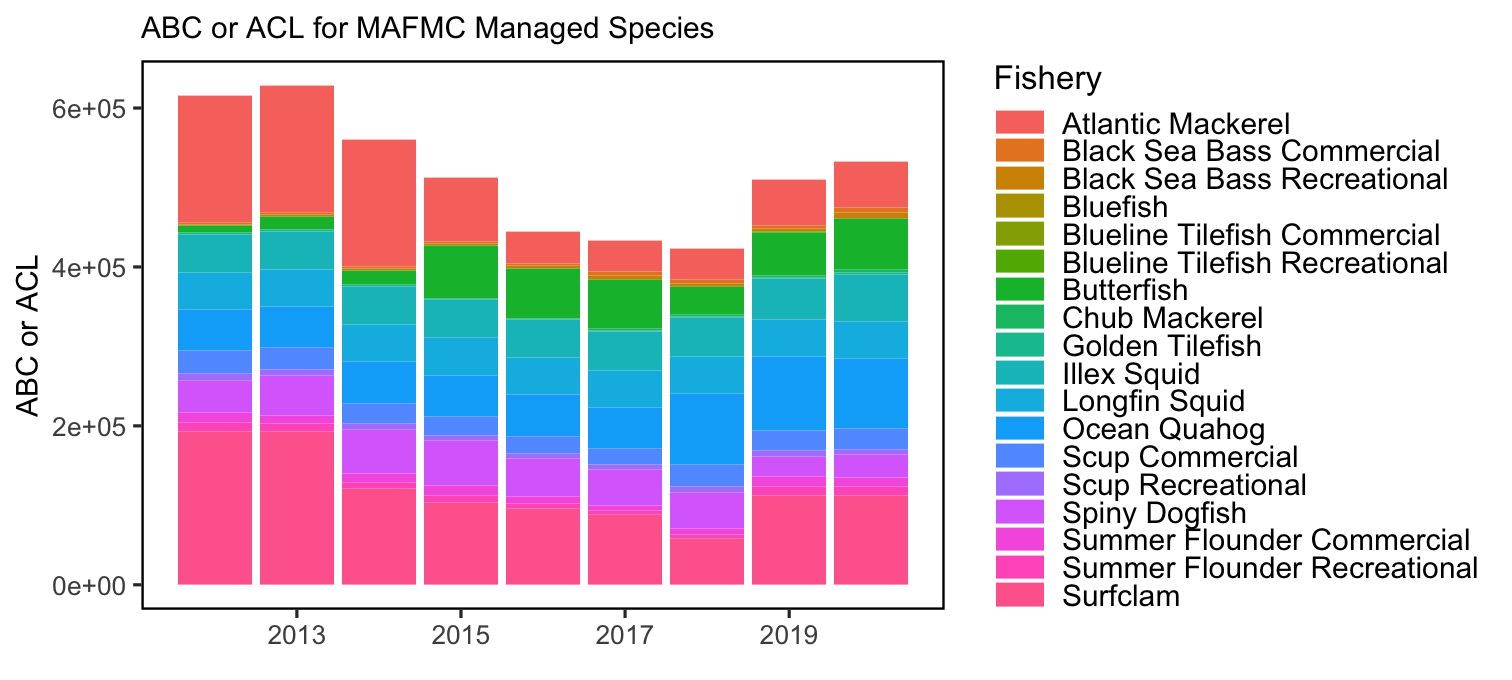 ABC or ACL for MAFMC Managed Species
ABC or ACL
6e+05
4e+05
2e+05
0e+00
2013
2015
2017
2019
Fishery
Atlantic Mackerel
Black Sea Bass Commercial
Black Sea Bass Recreational
Bluefish
Blueline Tilefish Commercial
Blueline Tilefish Recreational
Butterfish
Chub Mackerel
Golden Tilefish
Illex Squid
Longfin Squid
Ocean Quahog
Scup Commercial
Scup Recreational
Spiny Dogfish
Summer Flounder Commercial
Summer Flounder Recreational
Surfclam